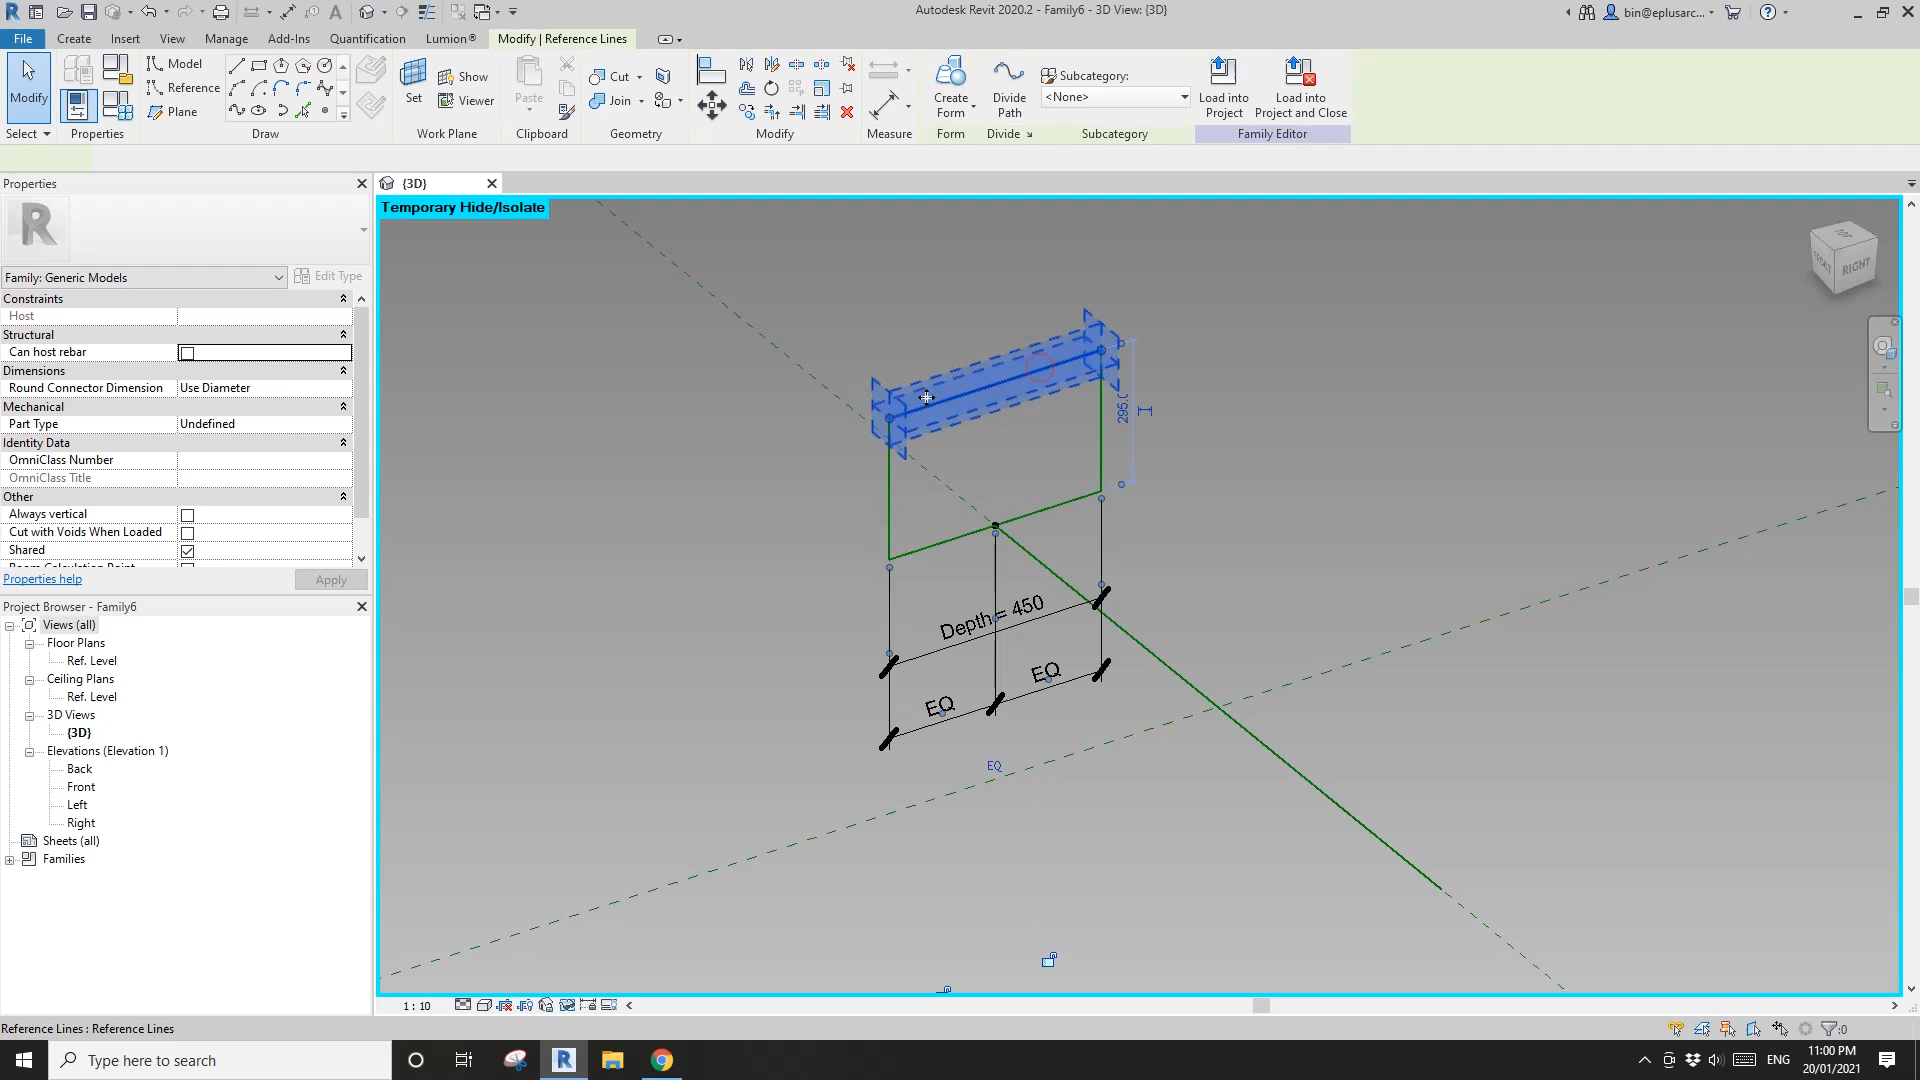 Autodesk Revit 2020.2 - Family6 - 3D View: {3D}
bin@eplusarc...
File
Create
Insert
View
Manage
Add-Ins
Quantification
Lumion®
Modify | Reference Lines
Modify
Model
Reference
Plane
Set
Show
Viewer
Paste
Cut
Join
Create
Form
Divide
Path
Subcategory:
<None>
Load into
Project
Load into
Project and Close
Select
Properties
Draw
Work Plane
Clipboard
Geometry
Modify
Measure
Form
Divide
Subcategory
Family Editor
Properties
{3D}
Temporary Hide/Isolate
Family: Generic Models
Edit Type
Constraints
Host
Structural
Can host rebar
Dimensions
Round Connector Dimension
Use Diameter
Mechanical
Part Type
Undefined
Identity Data
OmniClass Number
OmniClass Title
Other
Always vertical
Cut with Voids When Loaded
Shared
Properties help
Apply
Project Browser - Family6
Views (all)
Floor Plans
Ref. Level
Ceiling Plans
Ref. Level
3D Views
{3D}
Elevations (Elevation 1)
Back
Front
Left
Right
Sheets (all)
Families
TOP
FRONT
RIGHT
Depth = 450
EQ
EQ
EQ
1 : 10
Reference Lines : Reference Lines
:0
Type here to search
ENG
11:00 PM
20/01/2021